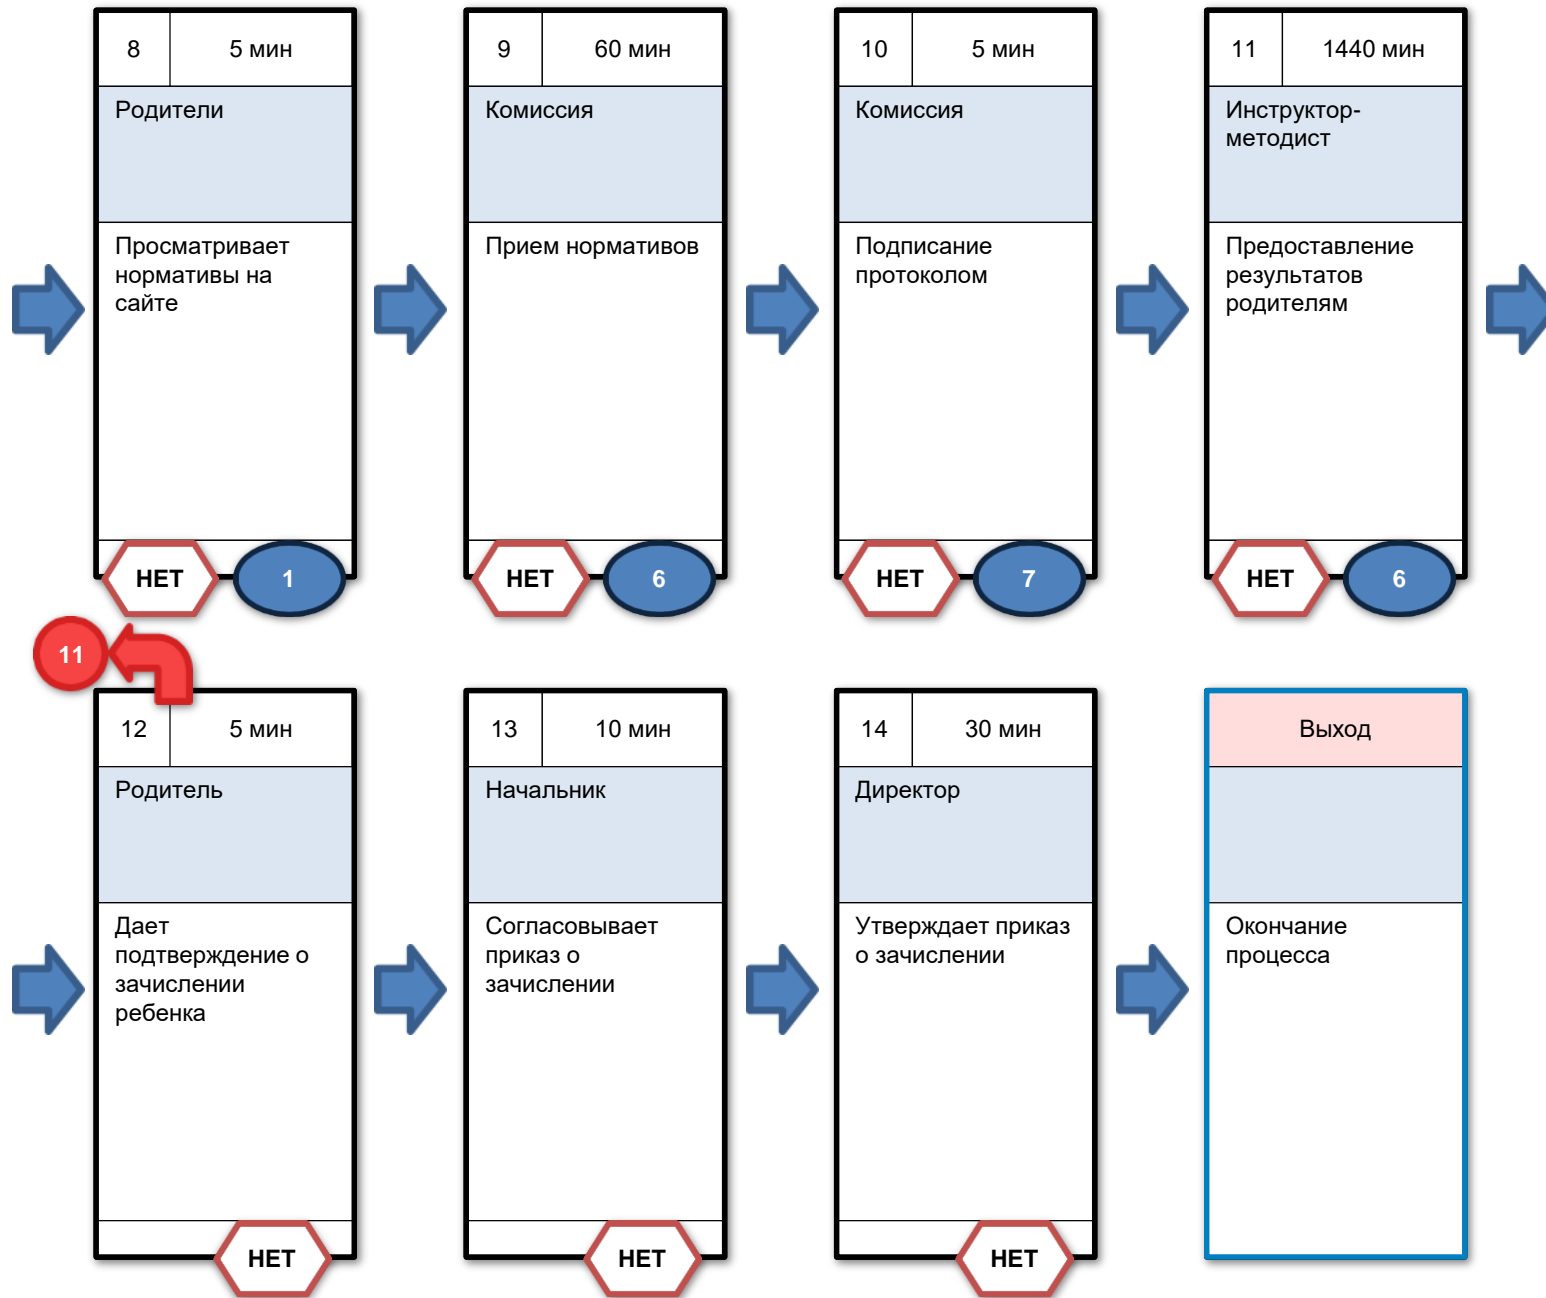 8
5 мин
Родители
Просматривает
нормативы на
сайте
НЕТ
1
9
60 мин
Комиссия
Прием нормативов
НЕТ
6
10
5 мин
Комиссия
Подписание
протоколом
НЕТ
7
11
1440 мин
Инструктор-
методист
Предоставление
результатов
родителям
НЕТ
6
11
12
5 мин
Родитель
Дает
подтверждение о
зачислении
ребенка
НЕТ
13
10 мин
Начальник
Согласовывает
приказ о
зачислении
НЕТ
14
30 мин
Директор
Утверждает приказ
о зачислении
НЕТ
Выход
Окончание
процесса